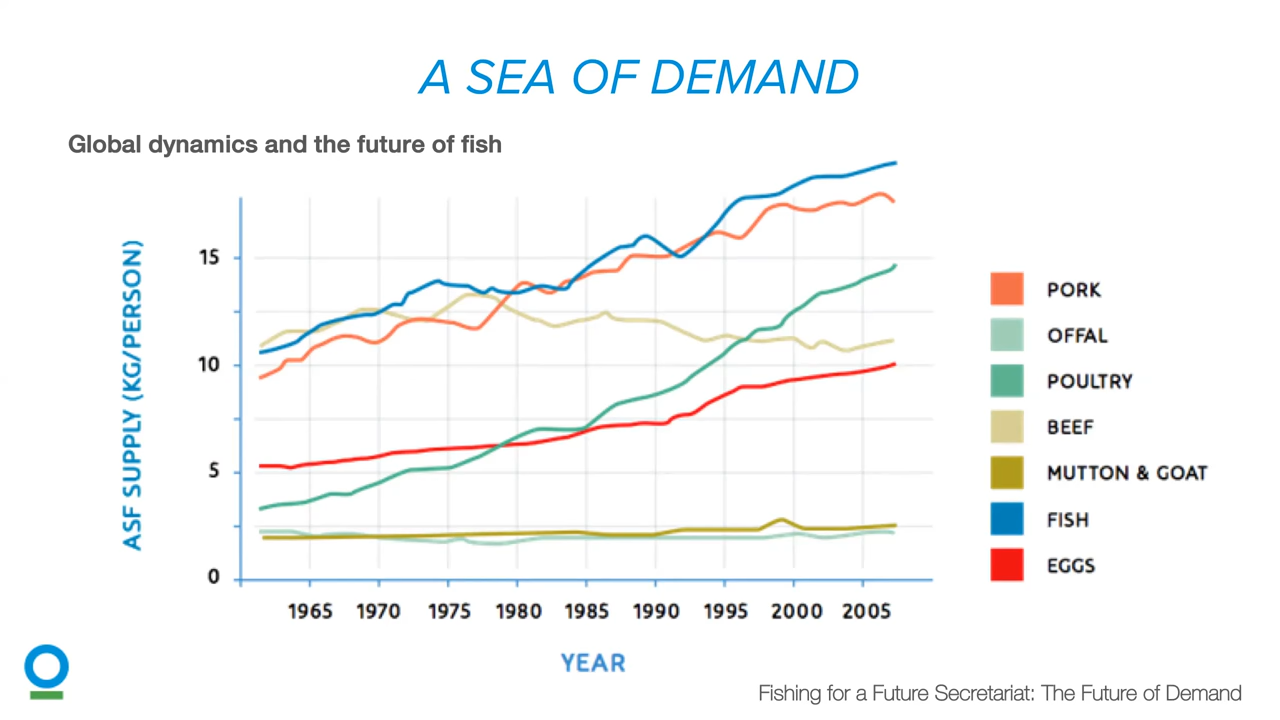 A SEA OF DEMAND
Global dynamics and the future of fish
ASF SUPPLY (KG/PERSON)
15
10
5
0
1965 1970 1975 1980 1985 1990 1995 2000 2005
YEAR
PORK
OFFAL
POULTRY
BEEF
MUTTON & GOAT
FISH
EGGS
Fishing for a Future Secretariat: The Future of Demand